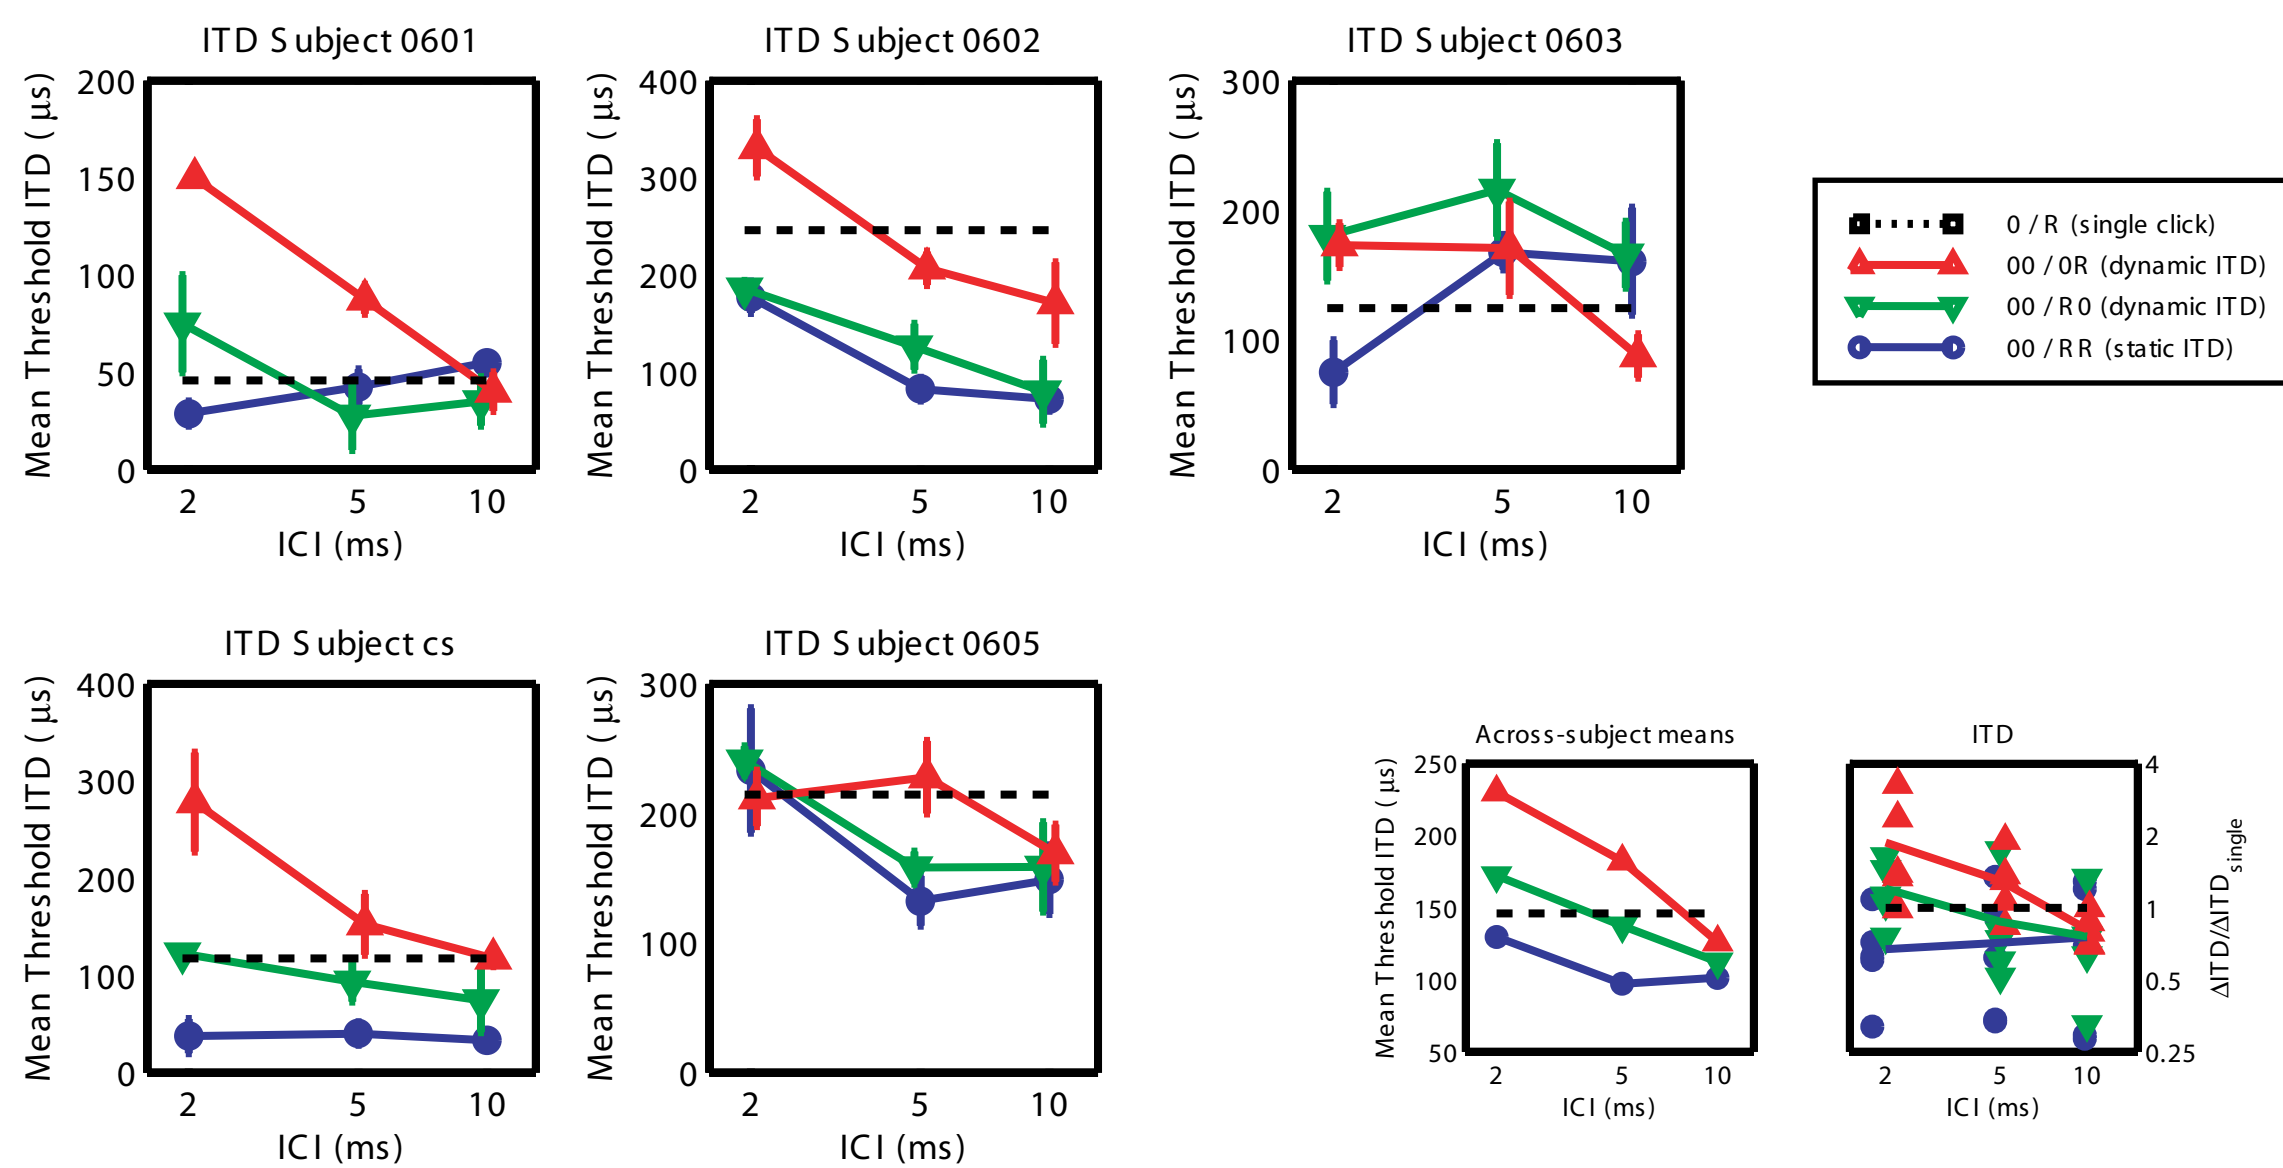 ITD Subject 0601
Mean Threshold ITD (µs)
200
150
100
50
0
2 5 10
ICI (ms)
ITD Subject 0602
Mean Threshold ITD (µs)
400
300
200
100
0
2 5 10
ICI (ms)
ITD Subject 0603
Mean Threshold ITD (µs)
300
200
100
0
2 5 10
ICI (ms)
0/R (single click)
00/0R (dynamic ITD)
00/R0 (dynamic ITD)
00/RR (static ITD)
ITD Subject cs
Mean Threshold ITD (µs)
400
300
200
100
0
2 5 10
ICI (ms)
ITD Subject 0605
Mean Threshold ITD (µs)
300
200
100
0
2 5 10
ICI (ms)
Across-subject means
Mean Threshold ITD (µs)
250
200
150
100
50
2 5 10
ICI (ms)
ITD
4
2
1
0.5
0.25
ΔITD/ΔITDsingle
2 5 10
ICI (ms)